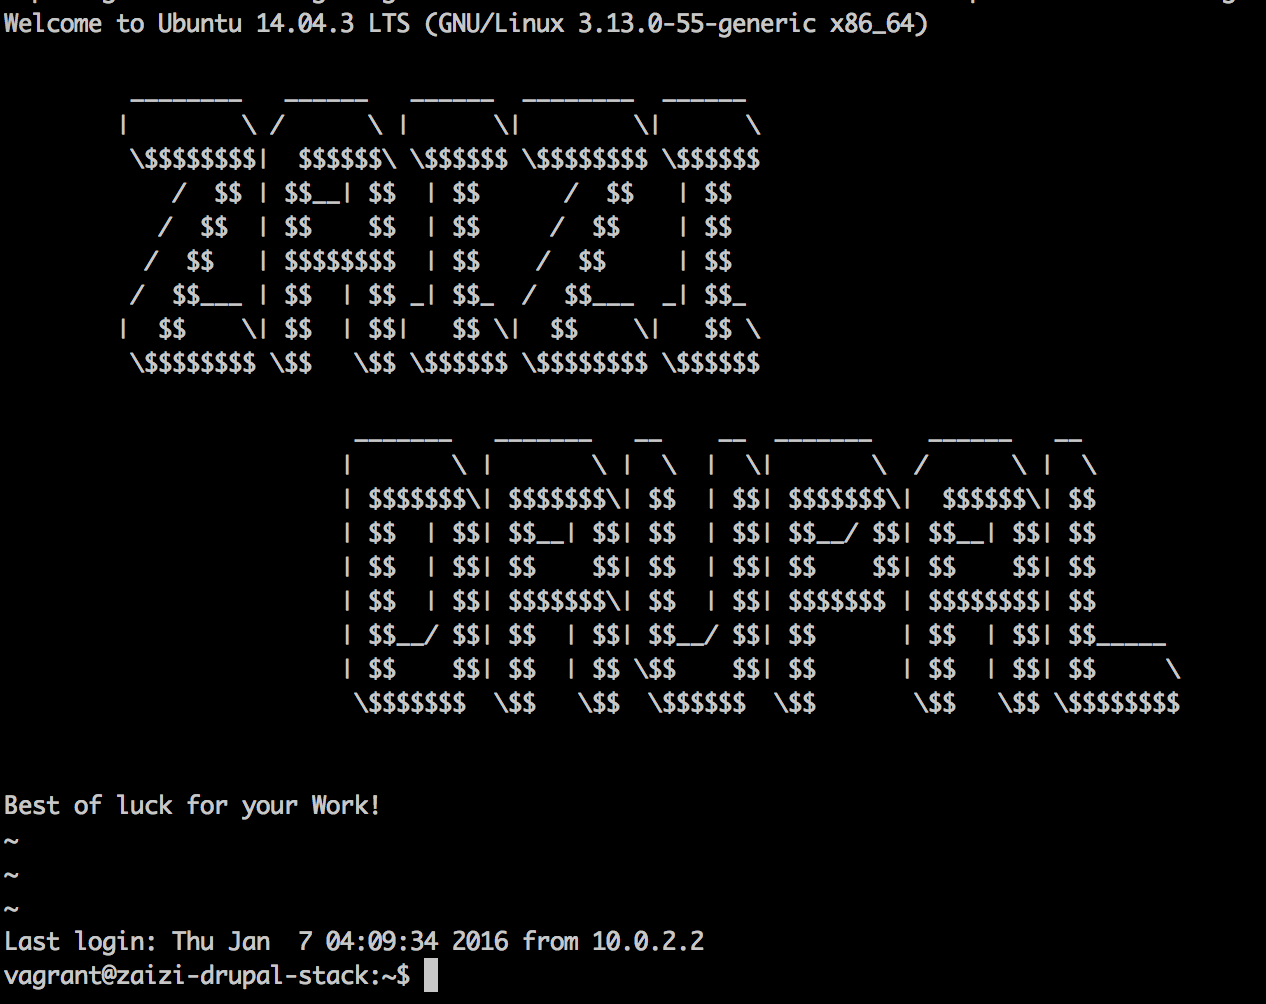 Welcome to Ubuntu 14.04.3 LTS (GNU/Linux 3.13.0-55-generic x86_64)
ZAIZI
DRUPAL
Best of luck for your Work!
~
~
~
Last login: Thu Jan  7 04:09:34 2016 from 10.0.2.2
vagrant@zaizi-drupal-stack:~$